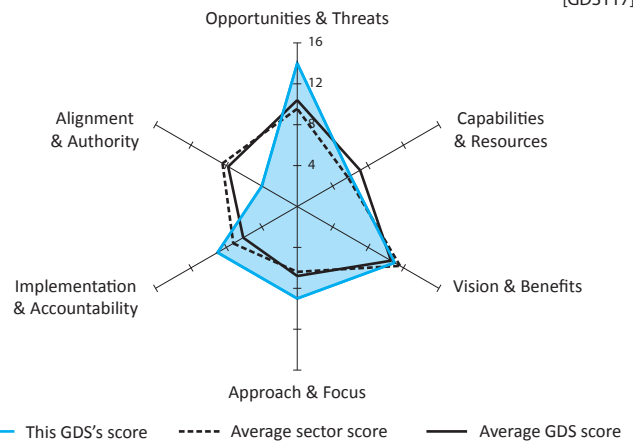 [GDS117]
Opportunities & Threats
16
12
8
4
Alignment
& Authority
Capabilities
& Resources
Implementation
& Accountability
Vision & Benefits
Approach & Focus
This GDS's score
Average sector score
Average GDS score